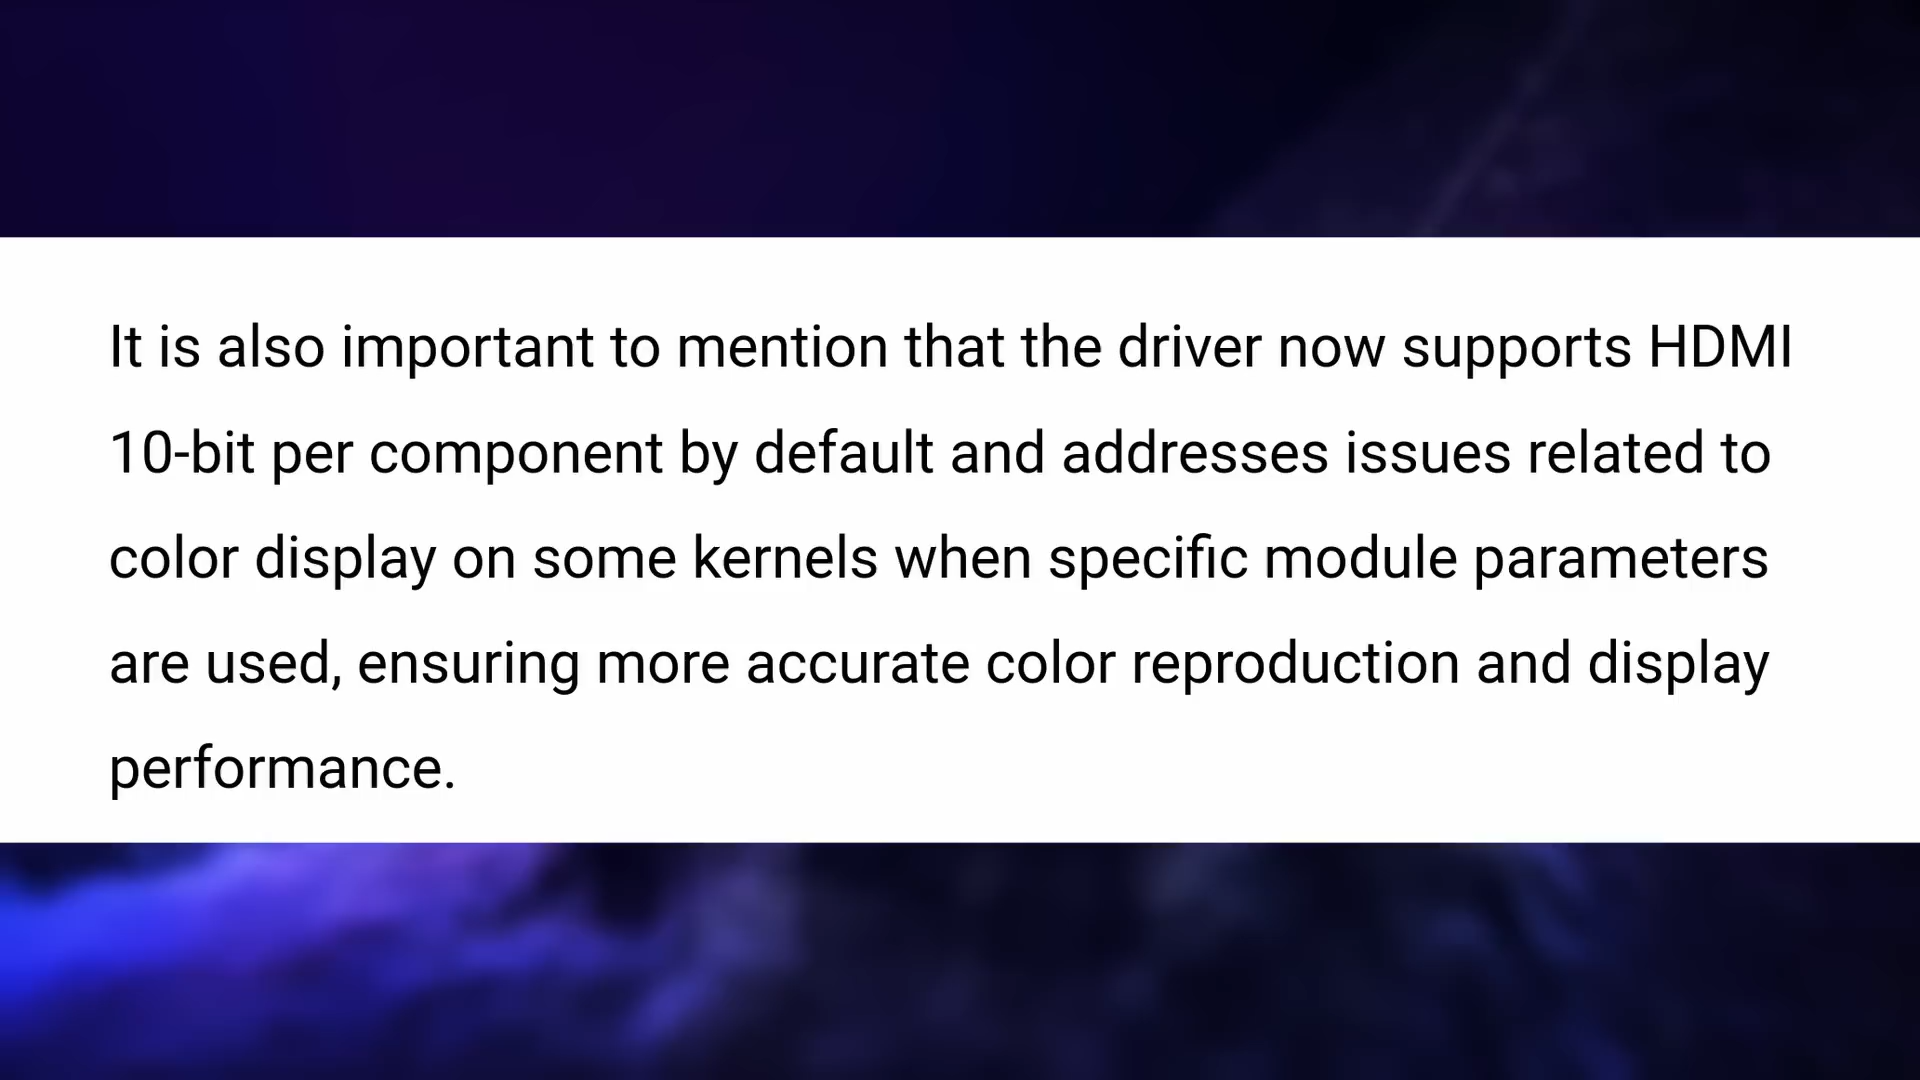 It is also important to mention that the driver now supports HDMI
10-bit per component by default and addresses issues related to
color display on some kernels when specific module parameters
are used, ensuring more accurate color reproduction and display
performance.